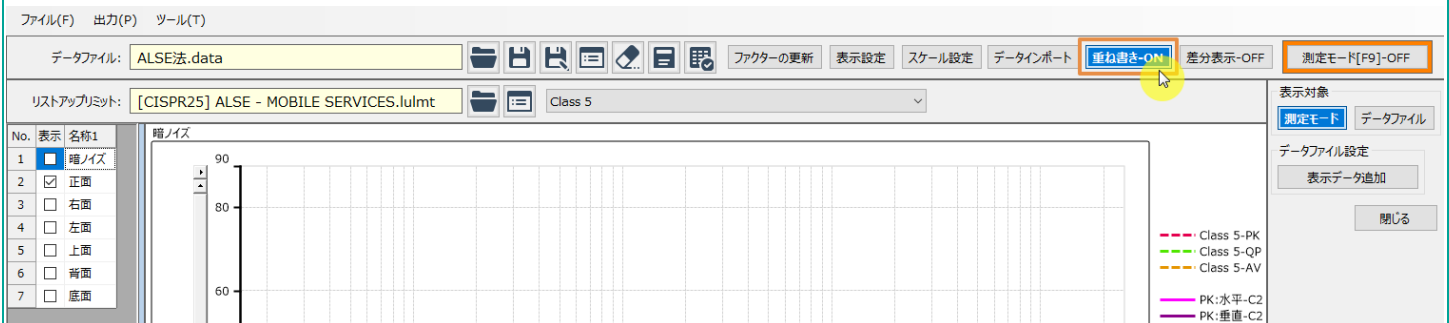 ファイル(F) 出力(P) ツール(T)
データファイル: ALSE法.data ファクターの更新 表示設定 スケール設定 データインポート 重ね書き-ON 差分表示-OFF 測定モード[F9]-OFF
リストアップリミット: [CISPR25] ALSE - MOBILE SERVICES.lulmt Class 5
表示対象
測定モード データファイル
データファイル設定
表示データ追加
閉じる
No. 表示 名称1
1 暗ノイズ
2 正面
3 右面
4 左面
5 上面
6 背面
7 底面
暗ノイズ
90
80
60
Class 5-PK
Class 5-QP
Class 5-AV
PK:水平-C2
PK:垂直-C2